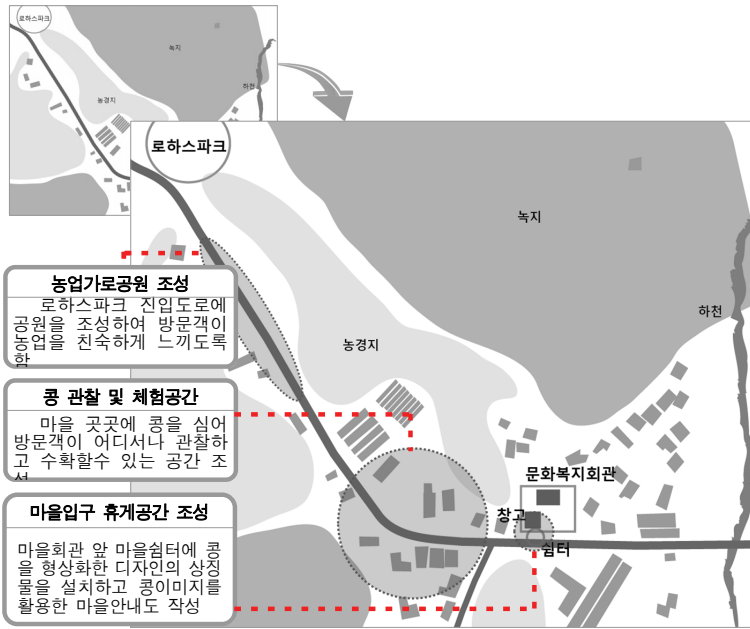 로하스파크
녹지
하천
농경지
로하스파크
녹지
하천
농경지
문화복지회관
창고
쉼터
농업가로공원 조성
로하스파크 진입도로에
공원을 조성하여 방문객이
농업을 친숙하게 느끼도록
함
콩 관찰 및 체험공간
마을 곳곳에 콩을 심어
방문객이 어디서나 관찰하
고 수확할수 있는 공간 조
성
마을입구 휴게공간 조성
마을회관 앞 마을쉼터에 콩
을 형상화한 디자인의 상징
물을 설치하고 콩이미지를
활용한 마을안내도 작성